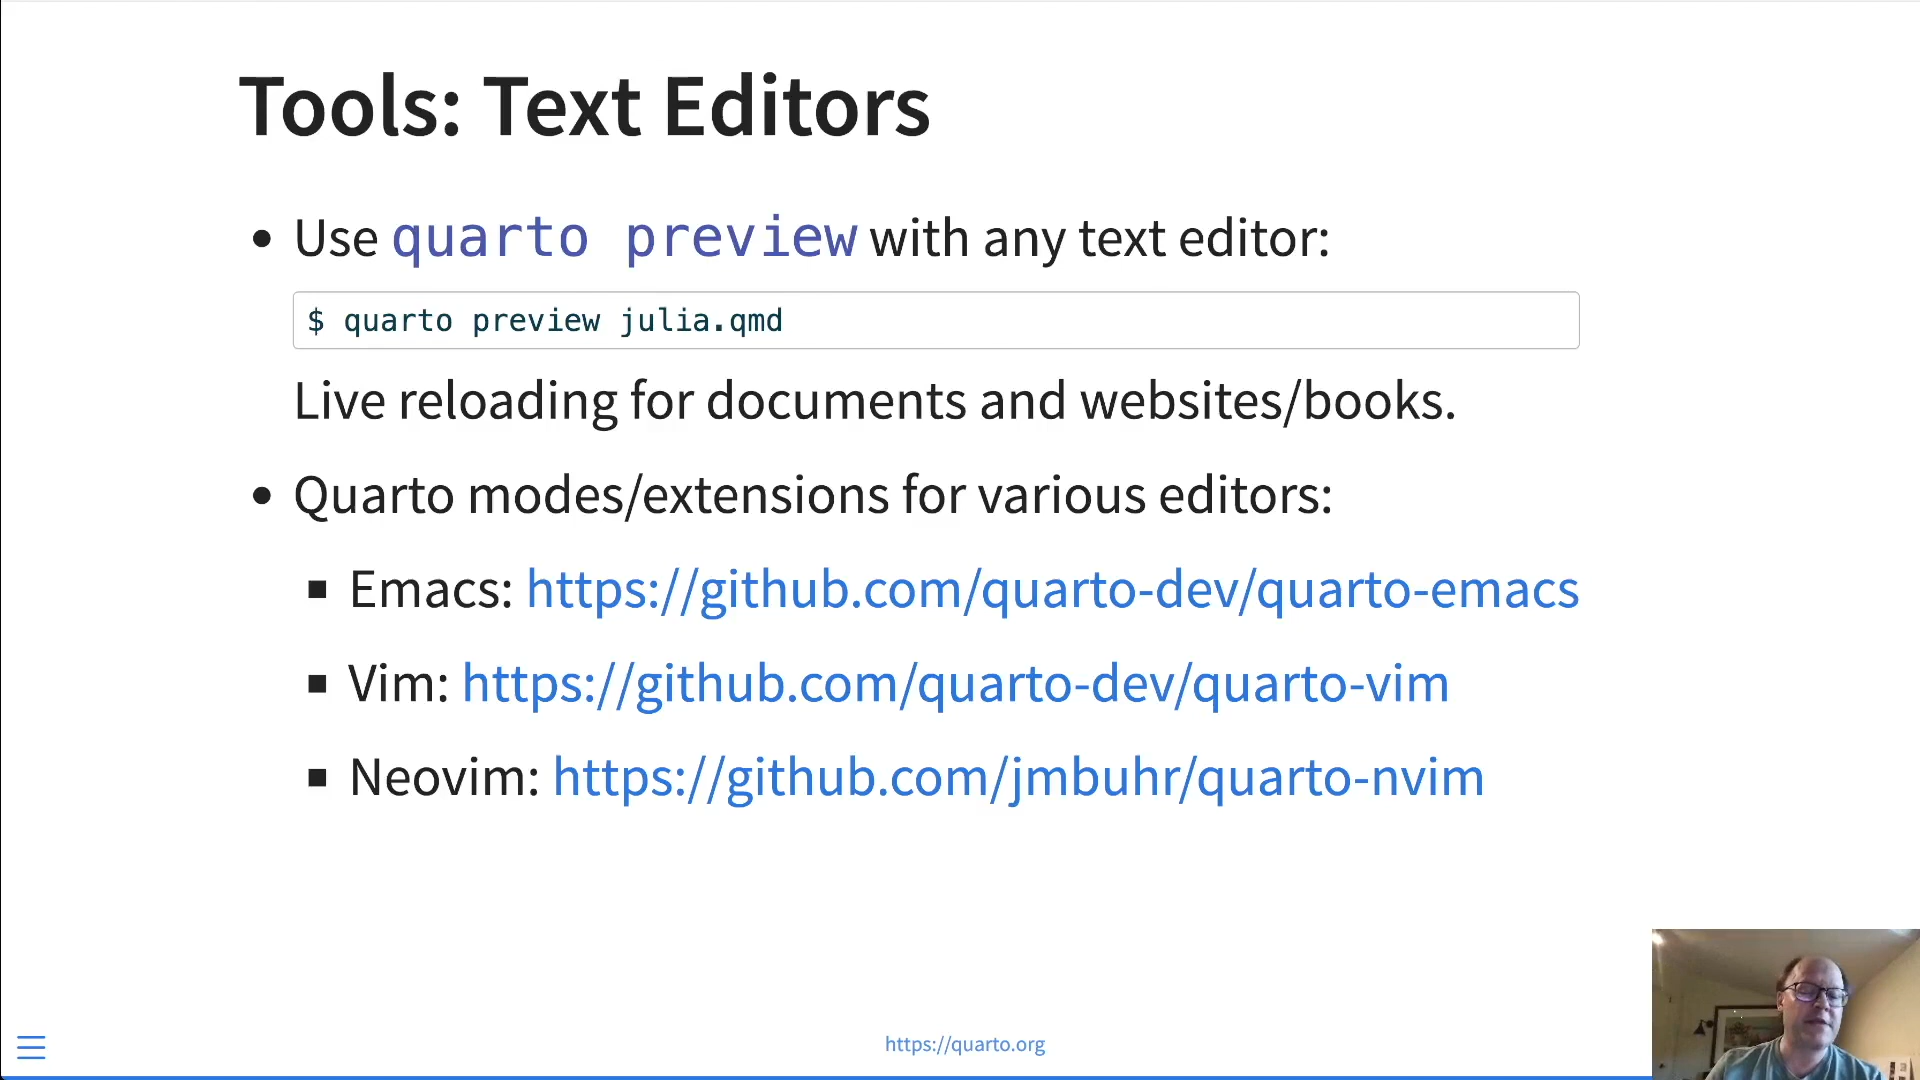 Tools: Text Editors
Use quarto preview with any text editor:
$ quarto preview julia.qmd
Live reloading for documents and websites/books.
Quarto modes/extensions for various editors:
Emacs: https://github.com/quarto-dev/quarto-emacs
Vim: https://github.com/quarto-dev/quarto-vim
Neovim: https://github.com/jmbuhr/quarto-nvim
https://quarto.org